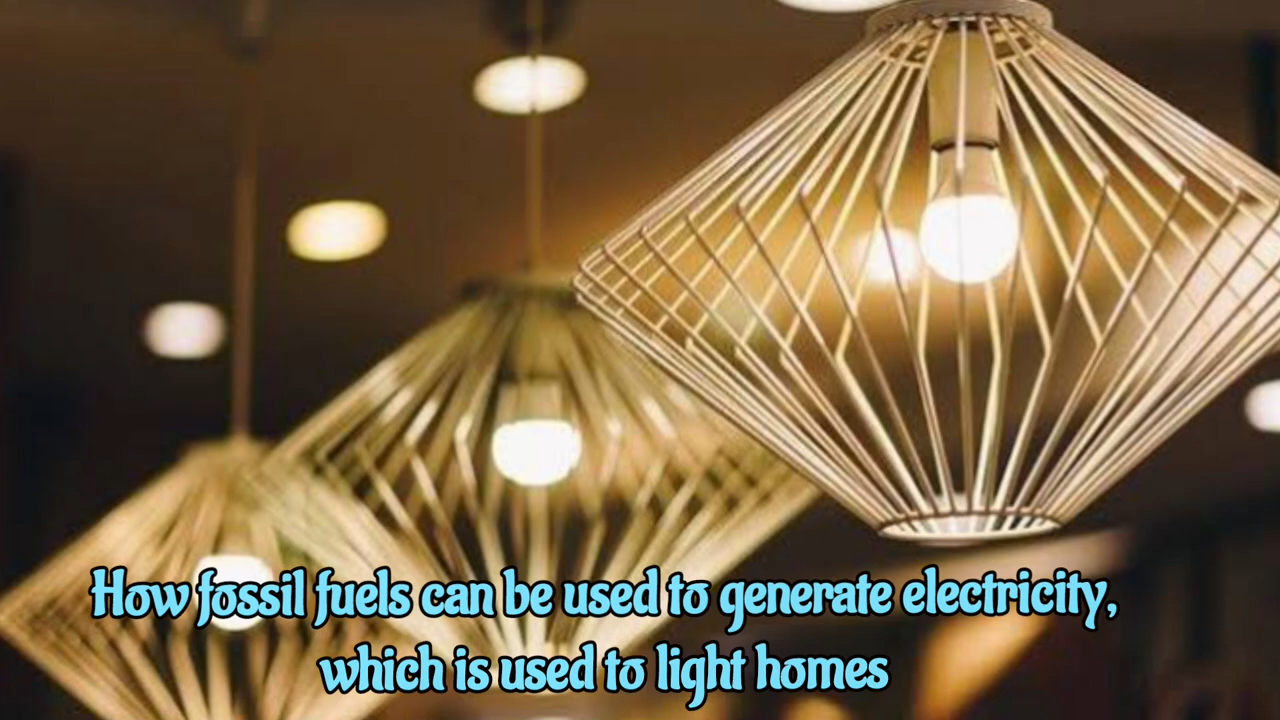 How fossil fuels can be used to generate electricity,
which is used to light homes